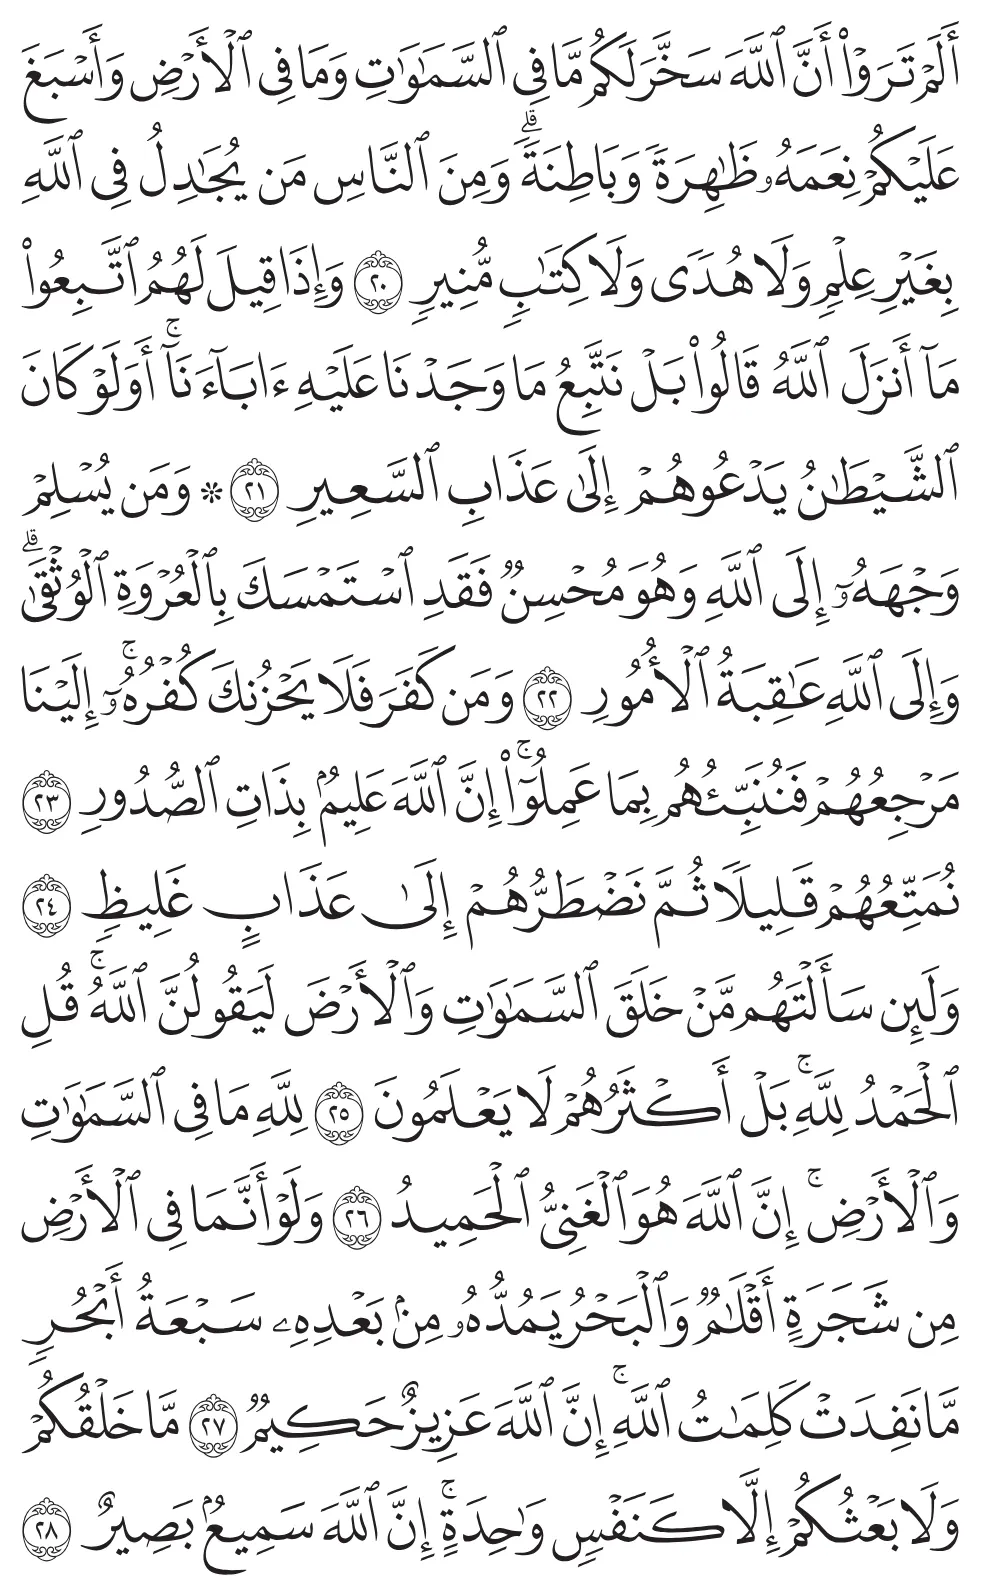 أَلَمْ تَرَوْا۟ أَنَّ ٱللَّهَ سَخَّرَ لَكُم مَّا فِى ٱلسَّمَـٰوَٰتِ وَمَا فِى ٱلْأَرْضِ وَأَسْبَغَ
عَلَيْكُمْ نِعَمَهُۥ ظَـٰهِرَةً وَبَاطِنَةً ۗ وَمِنَ ٱلنَّاسِ مَن يُجَـٰدِلُ فِى ٱللَّهِ
بِغَيْرِ عِلْمٍ وَلَا هُدًى وَلَا كِتَـٰبٍ مُّنِيرٍ ٢٠ وَإِذَا قِيلَ لَهُمُ ٱتَّبِعُوا۟
مَآ أَنزَلَ ٱللَّهُ قَالُوا۟ بَلْ نَتَّبِعُ مَا وَجَدْنَا عَلَيْهِ ءَابَآءَنَآ ۚ أَوَلَوْ كَانَ
ٱلشَّيْطَـٰنُ يَدْعُوهُمْ إِلَىٰ عَذَابِ ٱلسَّعِيرِ ٢١ * وَمَن يُسْلِمْ
وَجْهَهُۥٓ إِلَى ٱللَّهِ وَهُوَ مُحْسِنٌ فَقَدِ ٱسْتَمْسَكَ بِٱلْعُرْوَةِ ٱلْوُثْقَىٰ ۗ
وَإِلَى ٱللَّهِ عَـٰقِبَةُ ٱلْأُمُورِ ٢٢ وَمَن كَفَرَ فَلَا يَحْزُنكَ كُفْرُهُۥٓ ۚ إِلَيْنَا
مَرْجِعُهُمْ فَنُنَبِّئُهُم بِمَا عَمِلُوٓا۟ ۚ إِنَّ ٱللَّهَ عَلِيمٌۢ بِذَاتِ ٱلصُّدُورِ ٢٣
نُمَتِّعُهُمْ قَلِيلًا ثُمَّ نَضْطَرُّهُمْ إِلَىٰ عَذَابٍ غَلِيظٍ ٢٤
وَلَئِن سَأَلْتَهُم مَّنْ خَلَقَ ٱلسَّمَـٰوَٰتِ وَٱلْأَرْضَ لَيَقُولُنَّ ٱللَّهُ ۚ قُلِ
ٱلْحَمْدُ لِلَّهِ ۚ بَلْ أَكْثَرُهُمْ لَا يَعْلَمُونَ ٢٥ لِلَّهِ مَا فِى ٱلسَّمَـٰوَٰتِ
وَٱلْأَرْضِ ۚ إِنَّ ٱللَّهَ هُوَ ٱلْغَنِىُّ ٱلْحَمِيدُ ٢٦ وَلَوْ أَنَّمَا فِى ٱلْأَرْضِ
مِن شَجَرَةٍ أَقْلَـٰمٌ وَٱلْبَحْرُ يَمُدُّهُۥ مِنۢ بَعْدِهِۦ سَبْعَةُ أَبْحُرٍ
مَّا نَفِدَتْ كَلِمَـٰتُ ٱللَّهِ ۗ إِنَّ ٱللَّهَ عَزِيزٌ حَكِيمٌ ٢٧ مَّا خَلْقُكُمْ
وَلَا بَعْثُكُمْ إِلَّا كَنَفْسٍ وَٰحِدَةٍ ۗ إِنَّ ٱللَّهَ سَمِيعٌۢ بَصِيرٌ ٢٨